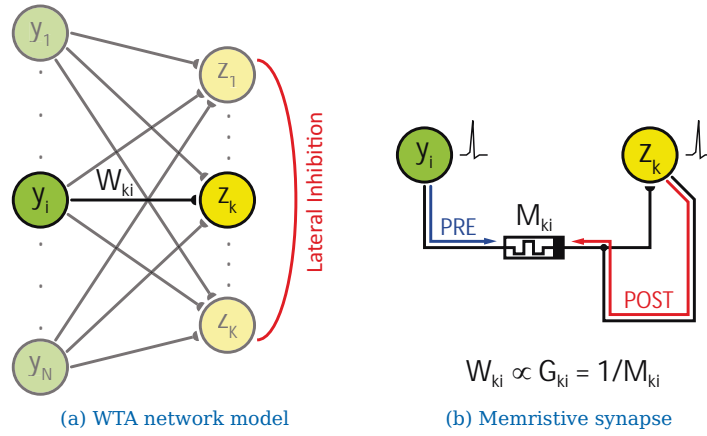 y1
yi
yN
Wki
z1
zk
zK
Lateral Inhibition
(a) WTA network model
yi
zk
PRE
Mki
POST
Wki ∝ Gki = 1/Mki
(b) Memristive synapse